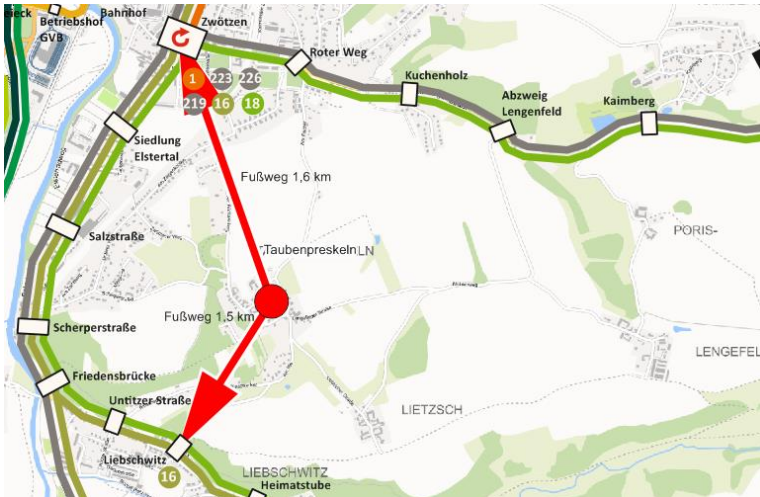 Betriebshof
GVB
Bahnhof
Zwötzen
Roter Weg
1 223 226
219 16 18
Kuchenholz
Abzweig
Lengenfeld
Kaimberg
Siedlung
Elstertal
Fußweg 1,6 km
Salzstraße
Taubenpreskeln
LN
PORIS-
Fußweg 1,5 km
Scherperstraße
LENGEFEL
Friedensbrücke
Untitzer Straße
LIETZSCH
Liebschwitz
16
LIEBSCHWITZ
Heimatstube